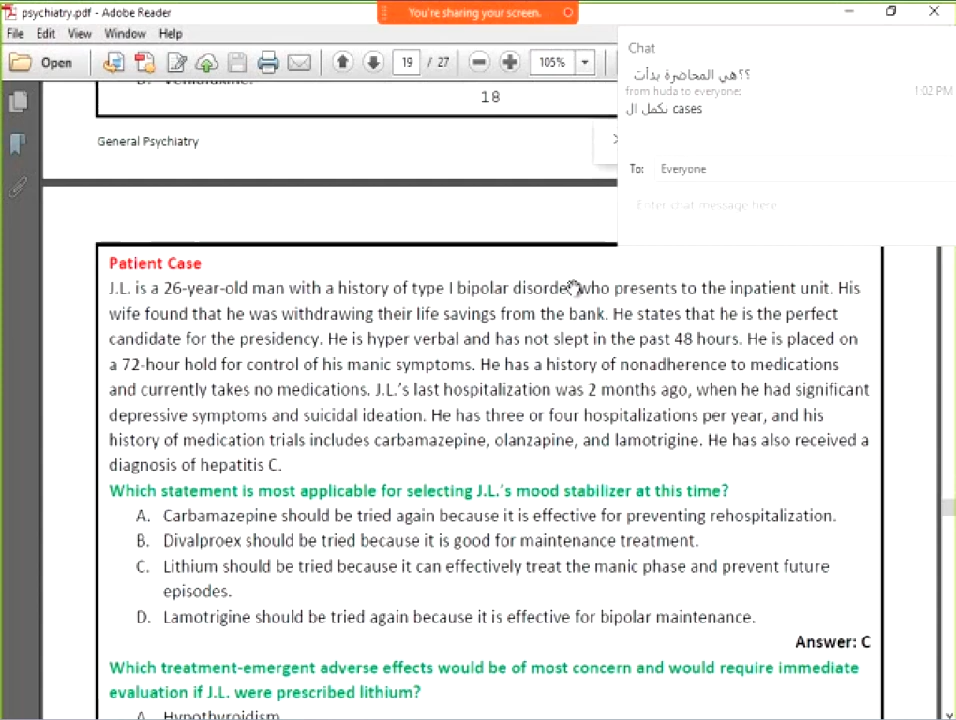 psychiatry.pdf - Adobe Reader
You're sharing your screen.
File Edit View Window Help
Open 19 / 27 105%
Chat
هي المحاضرة بدأت؟؟
from huda to everyone: 1:02 PM
نكمل ال cases
To: Everyone
Enter chat message here
18
General Psychiatry
Patient Case
J.L. is a 26-year-old man with a history of type I bipolar disorder who presents to the inpatient unit. His
wife found that he was withdrawing their life savings from the bank. He states that he is the perfect
candidate for the presidency. He is hyper verbal and has not slept in the past 48 hours. He is placed on
a 72-hour hold for control of his manic symptoms. He has a history of nonadherence to medications
and currently takes no medications. J.L.'s last hospitalization was 2 months ago, when he had significant
depressive symptoms and suicidal ideation. He has three or four hospitalizations per year, and his
history of medication trials includes carbamazepine, olanzapine, and lamotrigine. He has also received a
diagnosis of hepatitis C.
Which statement is most applicable for selecting J.L.'s mood stabilizer at this time?
A. Carbamazepine should be tried again because it is effective for preventing rehospitalization.
B. Divalproex should be tried because it is good for maintenance treatment.
C. Lithium should be tried because it can effectively treat the manic phase and prevent future
episodes.
D. Lamotrigine should be tried again because it is effective for bipolar maintenance.
Answer: C
Which treatment-emergent adverse effects would be of most concern and would require immediate
evaluation if J.L. were prescribed lithium?
A. Hypothyroidism